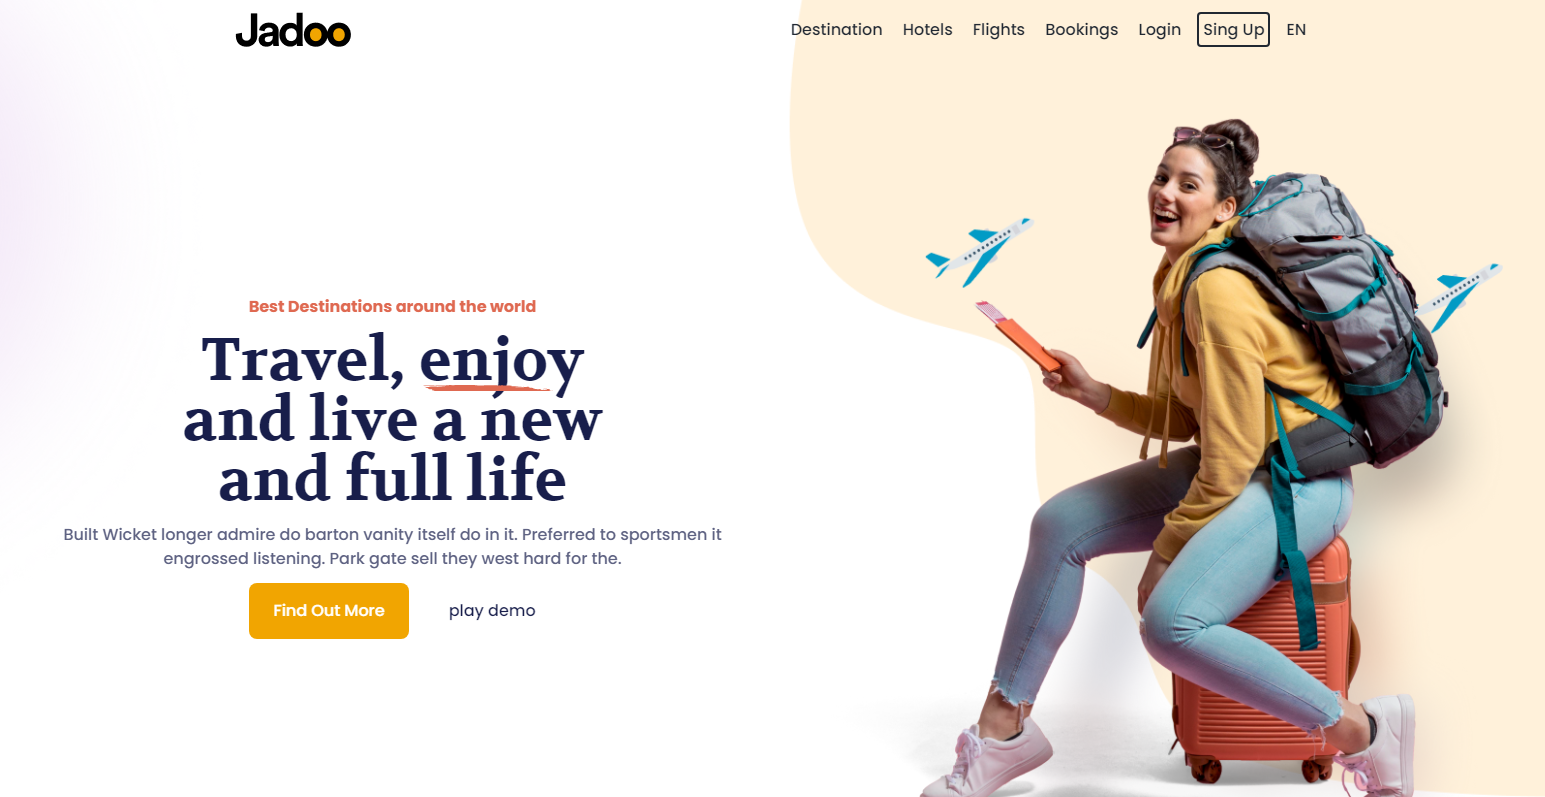 Jadoo
Destination Hotels Flights Bookings Login Sing Up EN
Best Destinations around the world
Travel, enjoy
and live a new
and full life
Built Wicket longer admire do barton vanity itself do in it. Preferred to sportsmen it
engrossed listening. Park gate sell they west hard for the.
Find Out More play demo